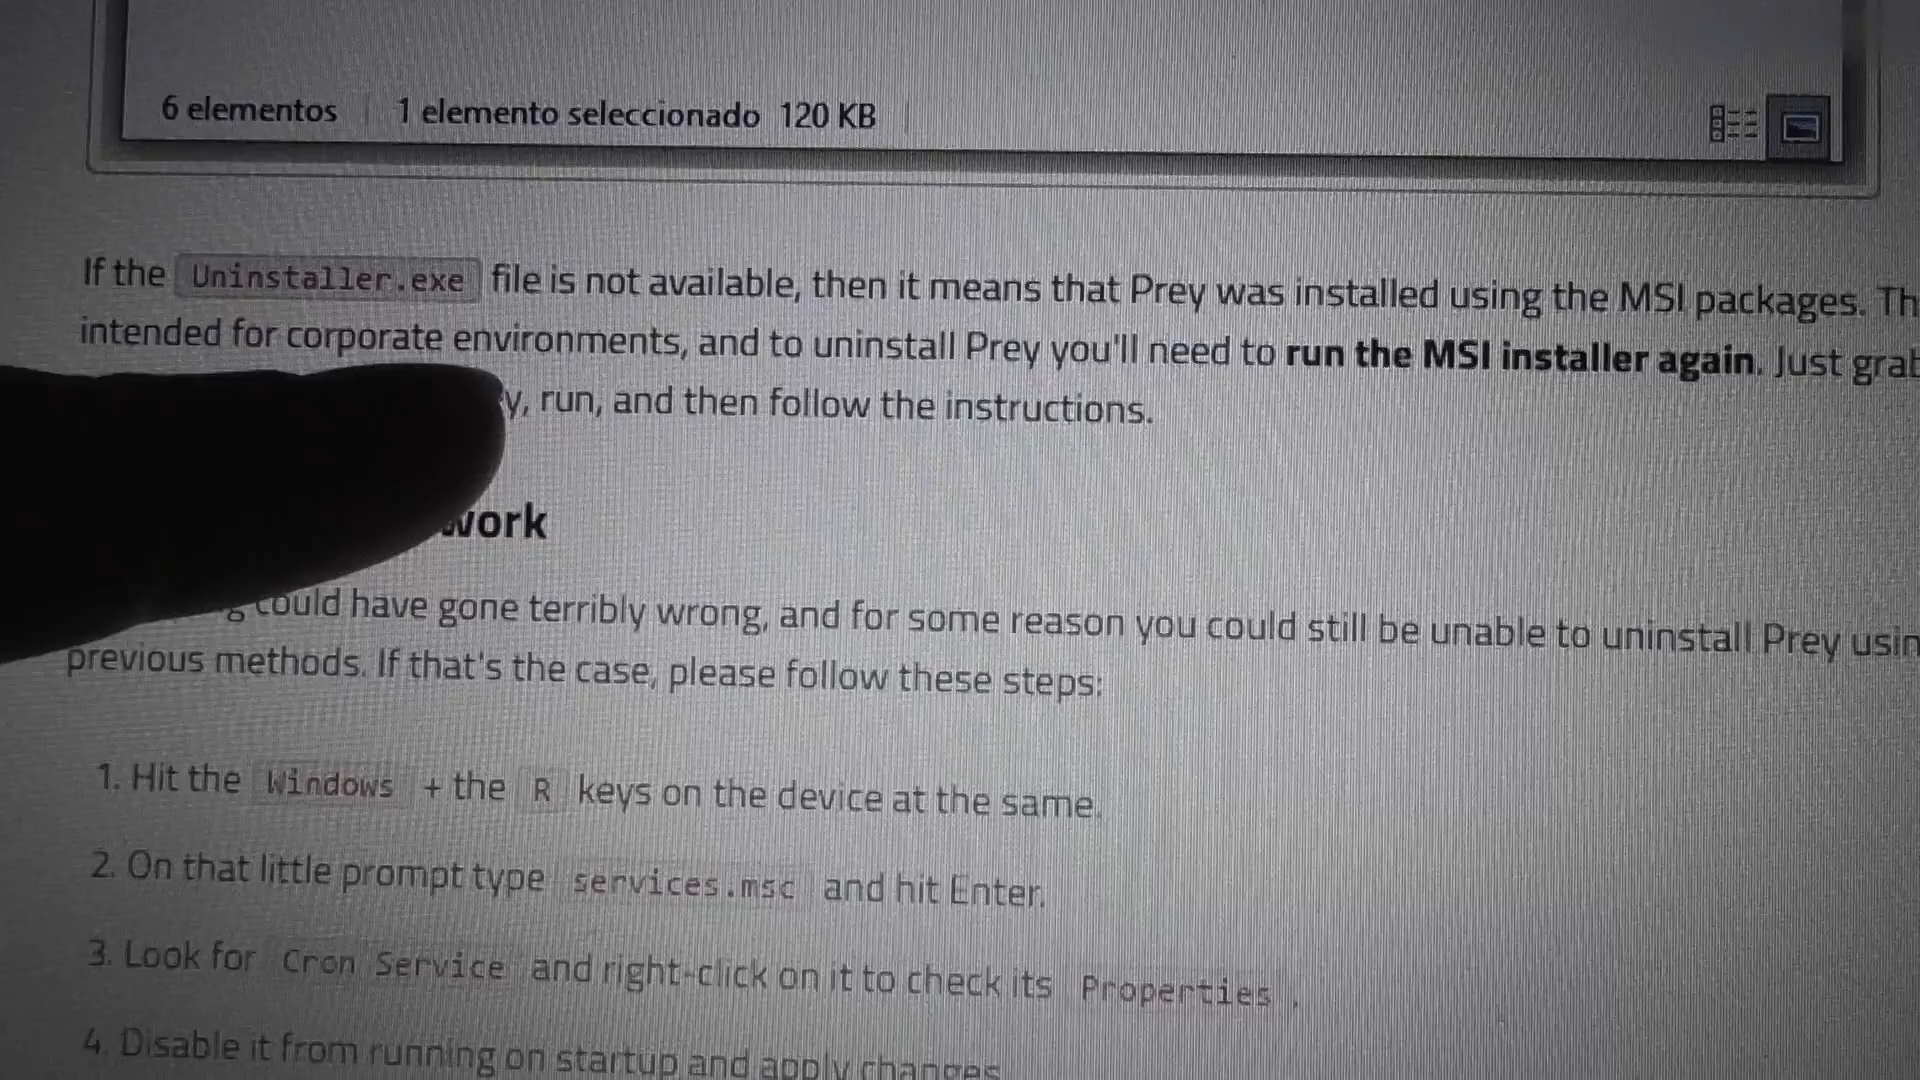 6 elementos 1 elemento seleccionado 120 KB
If the Uninstaller.exe file is not available, then it means that Prey was installed using the MSI packages.
intended for corporate environments, and to uninstall Prey you'll need to run the MSI installer again. Just
run, and then follow the instructions.
work
could have gone terribly wrong, and for some reason you could still be unable to uninstall Prey
previous methods. If that's the case, please follow these steps:
1. Hit the Windows + the R keys on the device at the same.
2. On that little prompt type services.msc and hit Enter.
3. Look for Cron Service and right-click on it to check its Properties .
4. Disable it from running on startup and apply changes